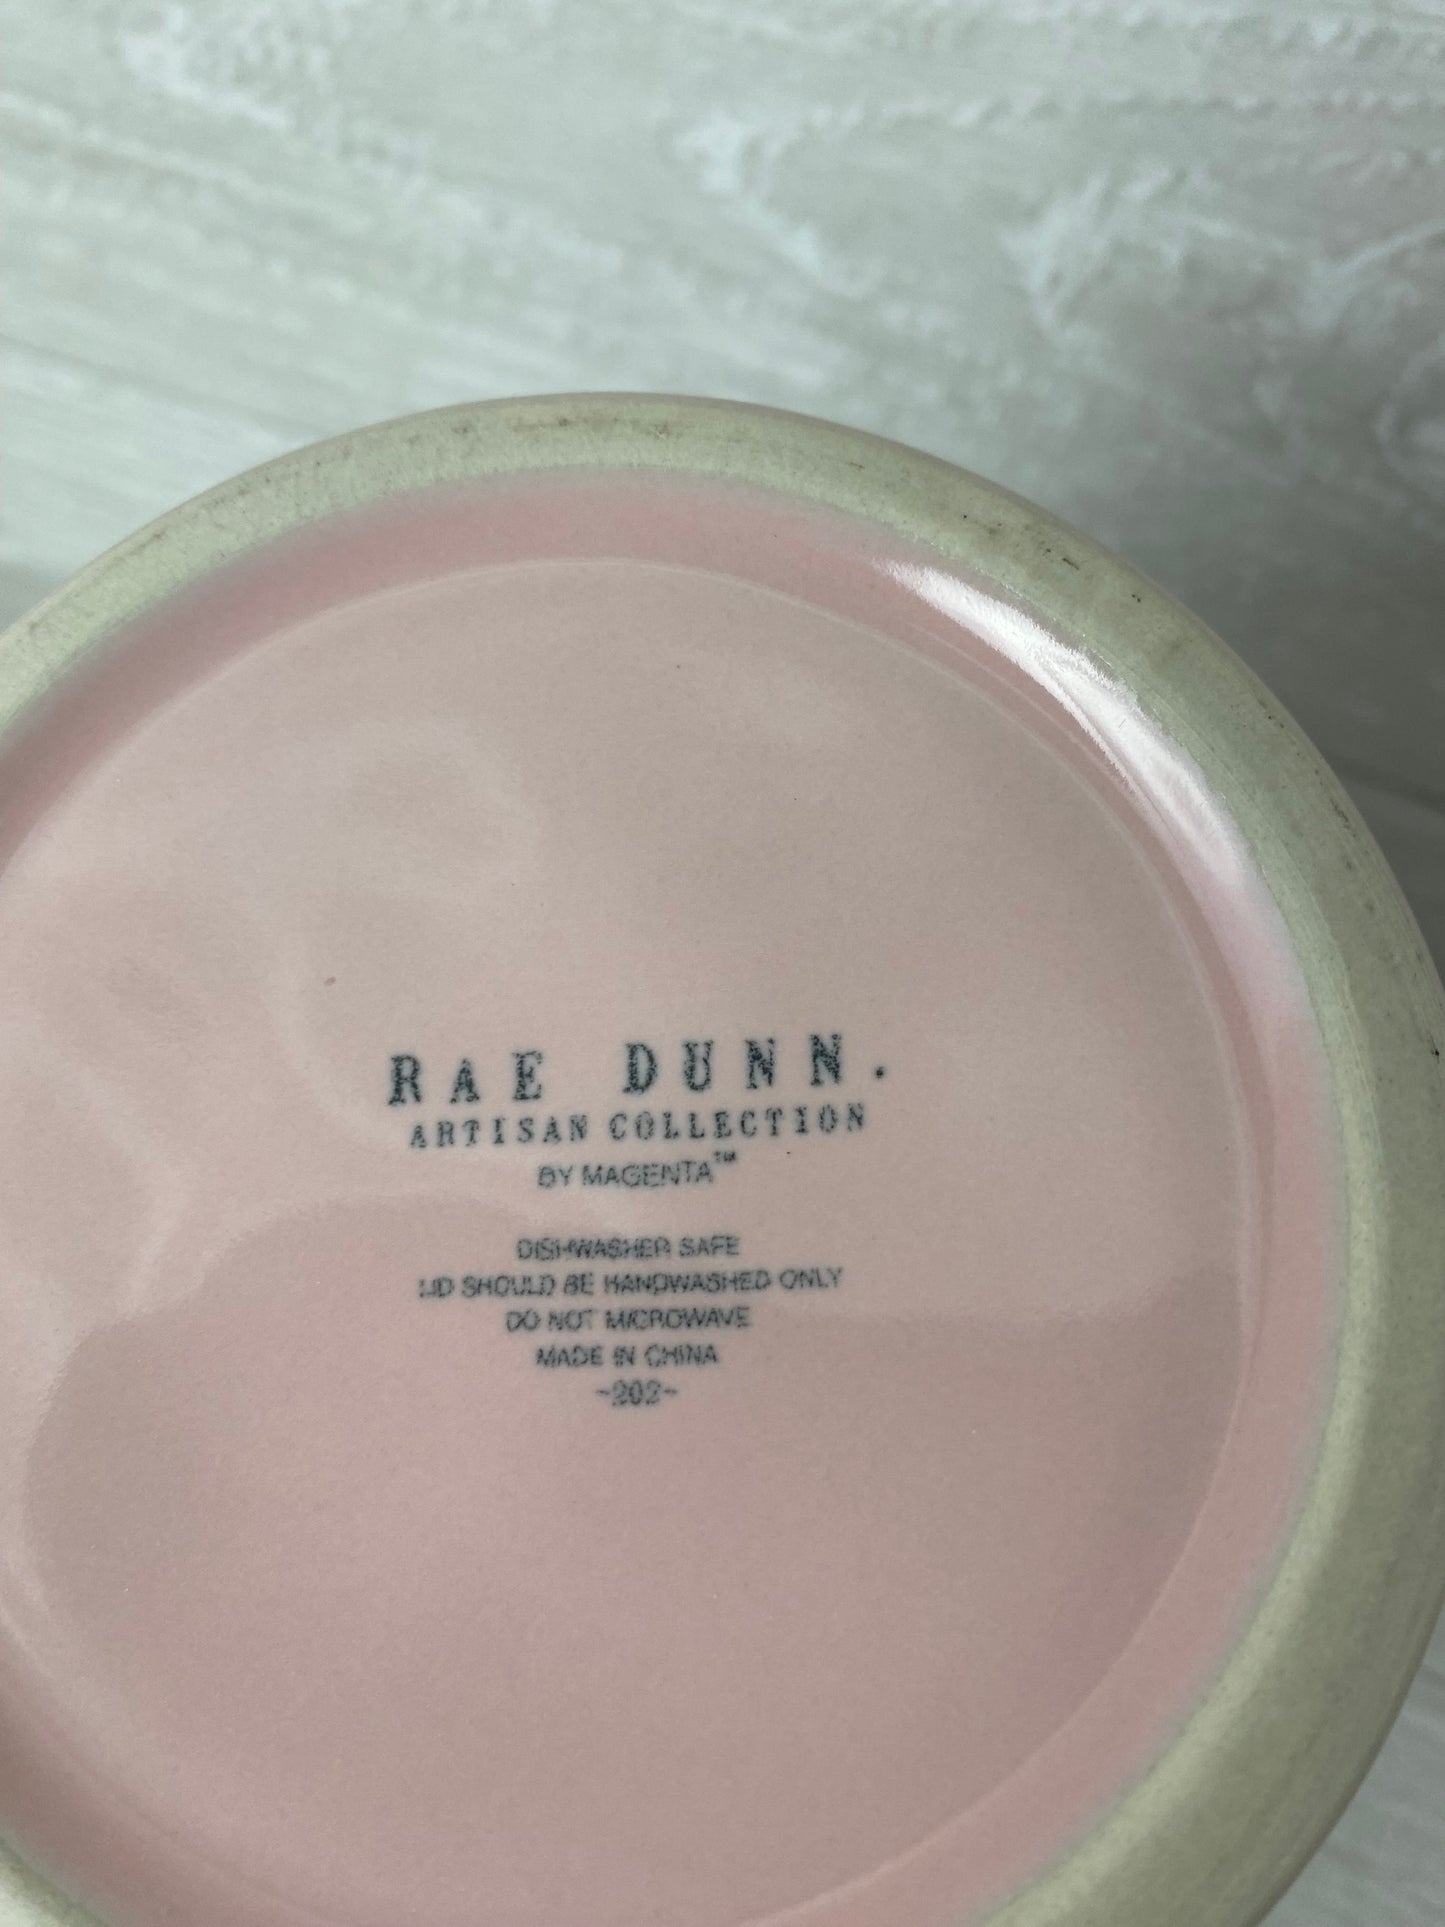 RAE DUNN.
ARTISAN COLLECTION
BY MAGENTA™
DISHWASHER SAFE
LID SHOULD BE HANDWASHED ONLY
DO NOT MICROWAVE
MADE IN CHINA
-202-